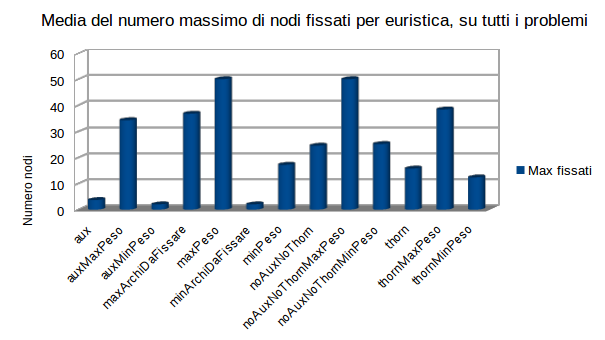 Media del numero massimo di nodi fissati per euristica, su tutti i problemi
60
50
40
30
20
10
0
Numero nodi
aux
auxMaxPeso
auxMinPeso
maxArchiDaFissare
maxPeso
minArchiDaFissare
minPeso
noAuxNoThorn
noAuxNoThornMaxPeso
noAuxNoThornMinPeso
thorn
thornMaxPeso
thornMinPeso
Max fissati